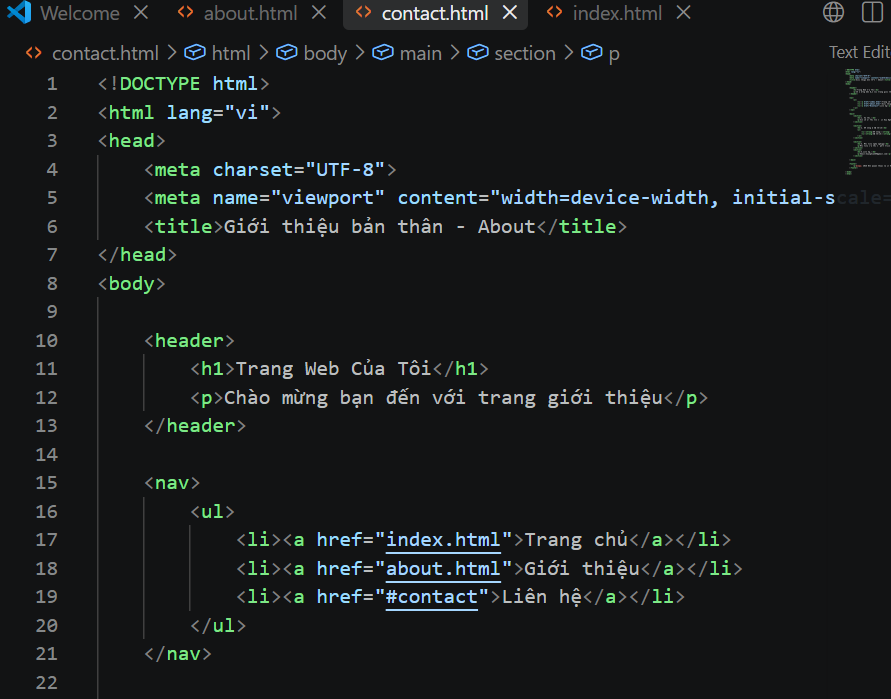 Welcome about.html contact.html index.html
contact.html > html > body > main > section > p Text Edit
1 <!DOCTYPE html>
2 <html lang="vi">
3 <head>
4 <meta charset="UTF-8">
5 <meta name="viewport" content="width=device-width, initial-scale=
6 <title>Giới thiệu bản thân - About</title>
7 </head>
8 <body>
9
10 <header>
11 <h1>Trang Web Của Tôi</h1>
12 <p>Chào mừng bạn đến với trang giới thiệu</p>
13 </header>
14
15 <nav>
16 <ul>
17 <li><a href="index.html">Trang chủ</a></li>
18 <li><a href="about.html">Giới thiệu</a></li>
19 <li><a href="#contact">Liên hệ</a></li>
20 </ul>
21 </nav>
22